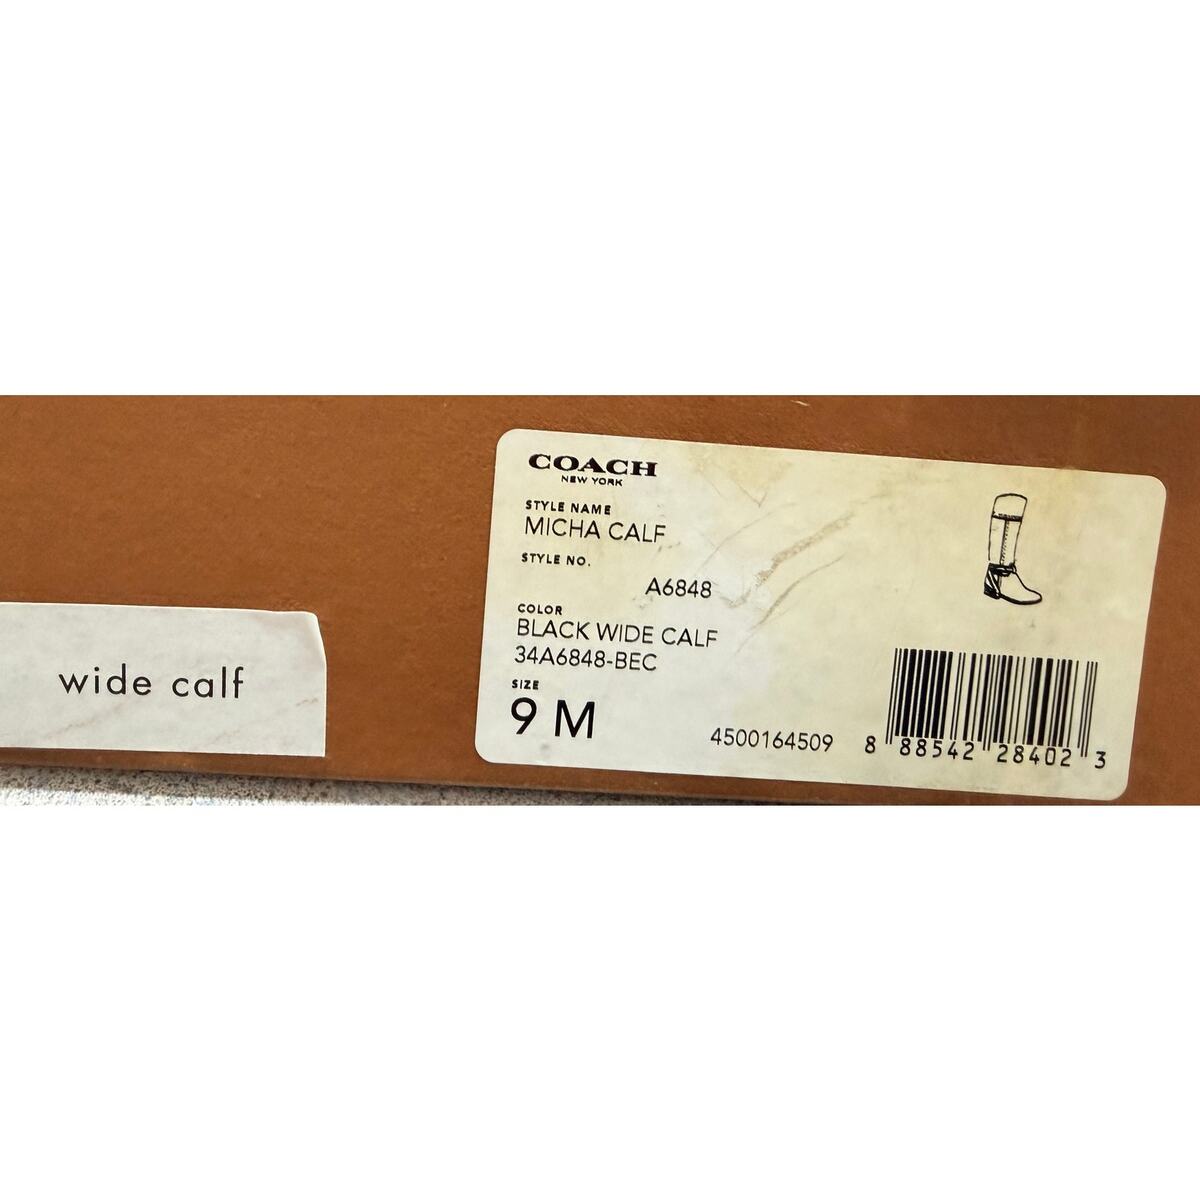 COACH
NEW YORK
STYLE NAME
MICHA CALF
STYLE NO.
A6848
COLOR
BLACK WIDE CALF
34A6848-BEC
SIZE
9 M
4500164509
8 88542 28402 3
wide calf